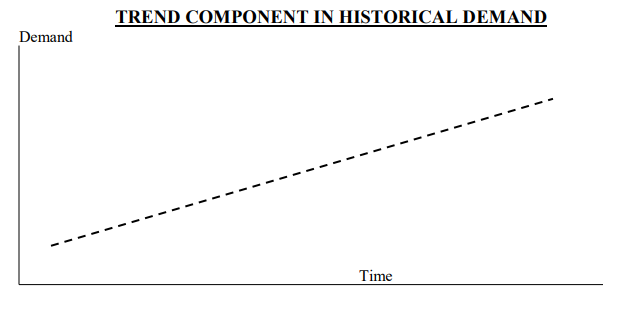 TREND COMPONENT IN HISTORICAL DEMAND
Demand
Time